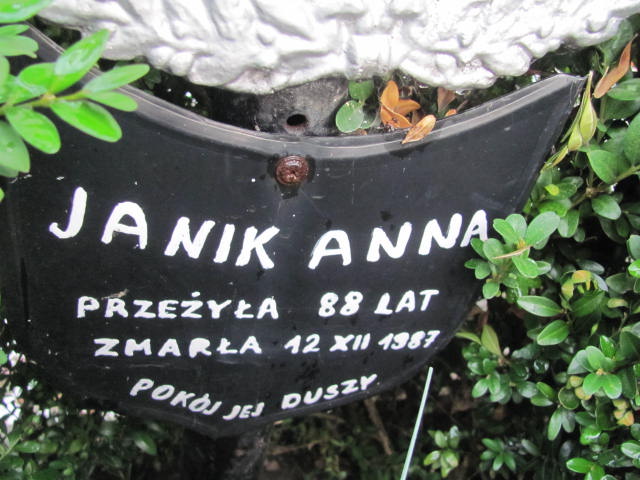 JANIK ANNA
PRZEŻYŁA 88 LAT
ZMARŁA 12 XII 1987
POKÓJ JEJ DUSZY